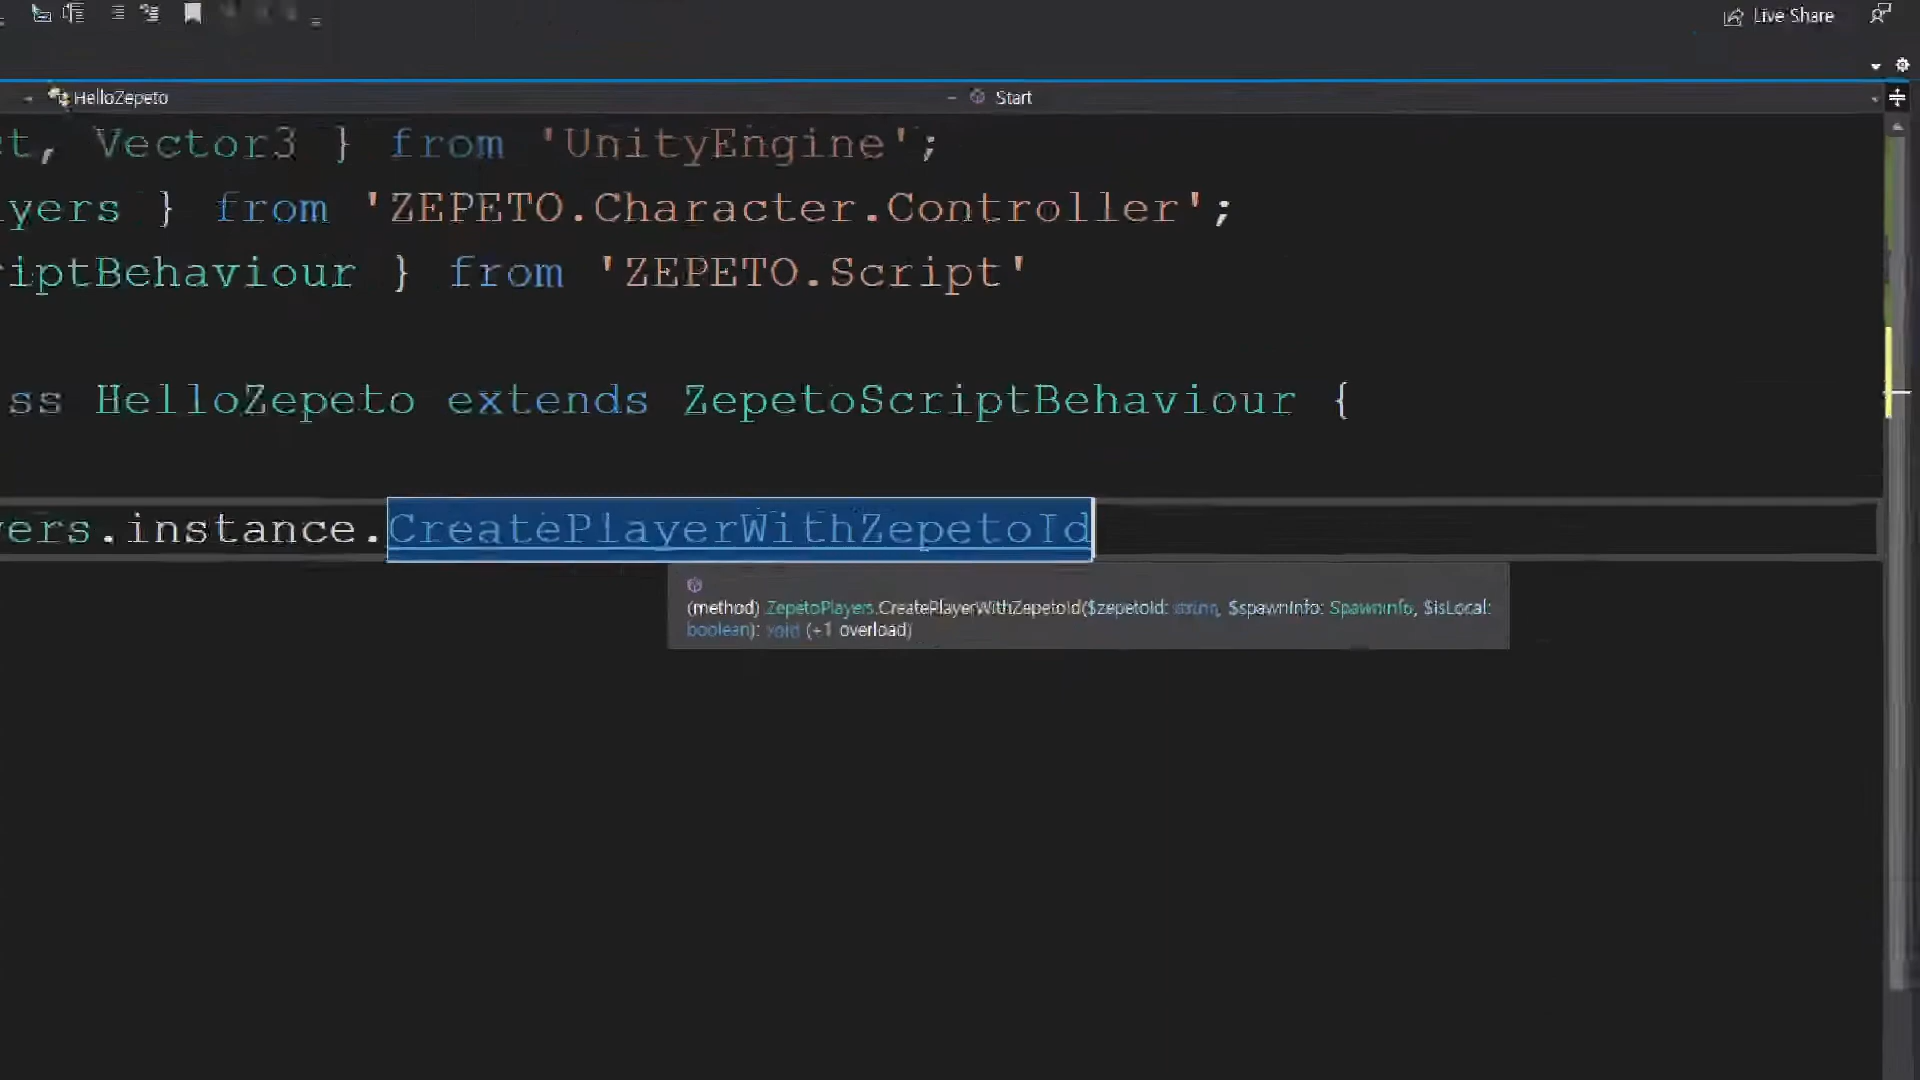 Live Share
HelloZepeto
Start
ct, Vector3 } from 'UnityEngine';
yers } from 'ZEPETO.Character.Controller';
riptBehaviour } from 'ZEPETO.Script'
ss HelloZepeto extends ZepetoScriptBehaviour {
ers.instance.CreatePlayerWithZepetoId
(method) ZepetoPlayers.CreatePlayerWithZepetoId($zepetoId: string, $spawnInfo: SpawnInfo, $isLocal:
boolean): void (+1 overload)